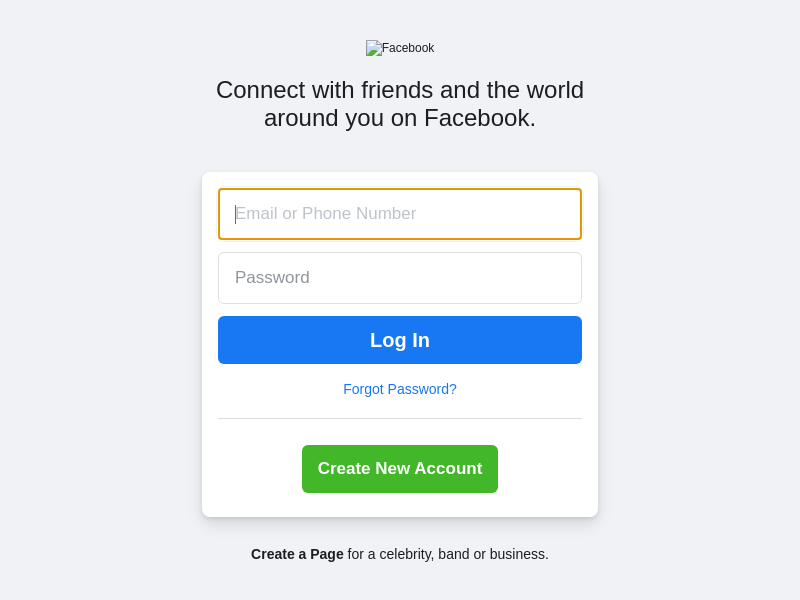 Facebook
Connect with friends and the world
around you on Facebook.
Email or Phone Number
Password
Log In
Forgot Password?
Create New Account
Create a Page for a celebrity, band or business.